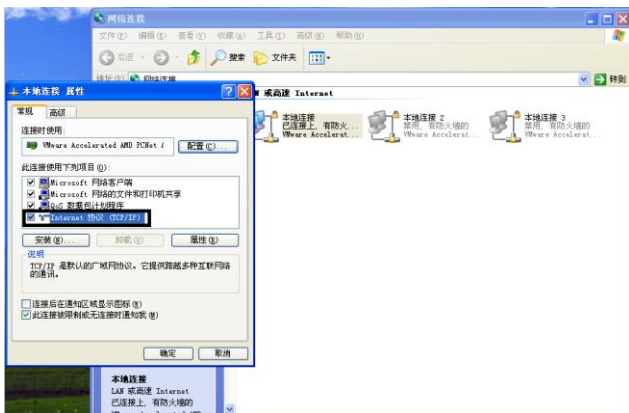 网络连接
文件(F) 编辑(E) 查看(V) 收藏(A) 工具(T) 高级(N) 帮助(H)
后退 搜索 文件夹
地址(D) 网络连接 转到
LAN 或高速 Internet
本地连接
已连接上, 有防火...
VMware Accelerat...
本地连接 2
禁用, 有防火墙的
VMware Accelerat...
本地连接 3
禁用, 有防火墙的
VMware Accelerat...
本地连接 属性
常规 高级
连接时使用:
VMware Accelerated AMD PCNet A 配置(C)...
此连接使用下列项目(O):
Microsoft 网络客户端
Microsoft 网络的文件和打印机共享
QoS 数据包计划程序
Internet 协议 (TCP/IP)
安装(N)... 卸载(U) 属性(R)
说明
TCP/IP 是默认的广域网协议。它提供跨越多种互联网络
的通讯。
连接后在通知区域显示图标(W)
此连接被限制或无连接时通知我(M)
确定 取消
本地连接
LAN 或高速 Internet
已连接上, 有防火墙的